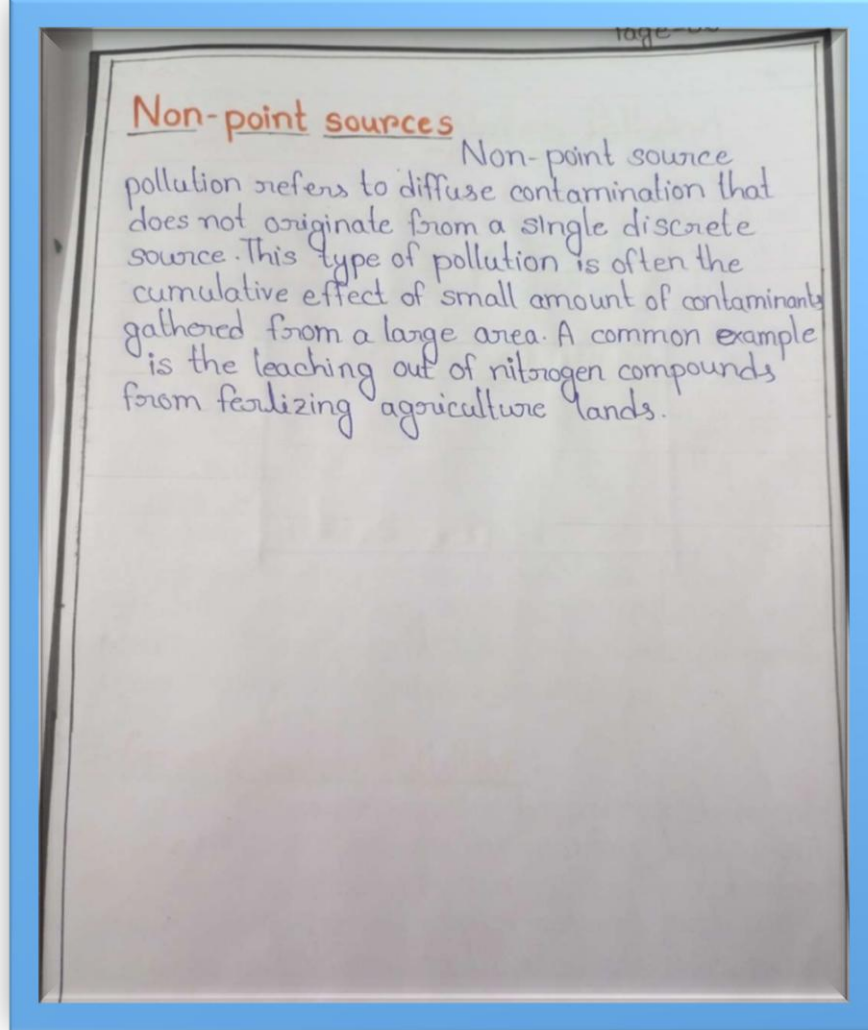 Non-point sources
Non-point source
pollution refers to diffuse contamination that
does not originate from a single discrete
source. This type of pollution is often the
cumulative effect of small amount of contaminants
gathered from a large area. A common example
is the leaching out of nitrogen compounds
from ferlizing agriculture lands.